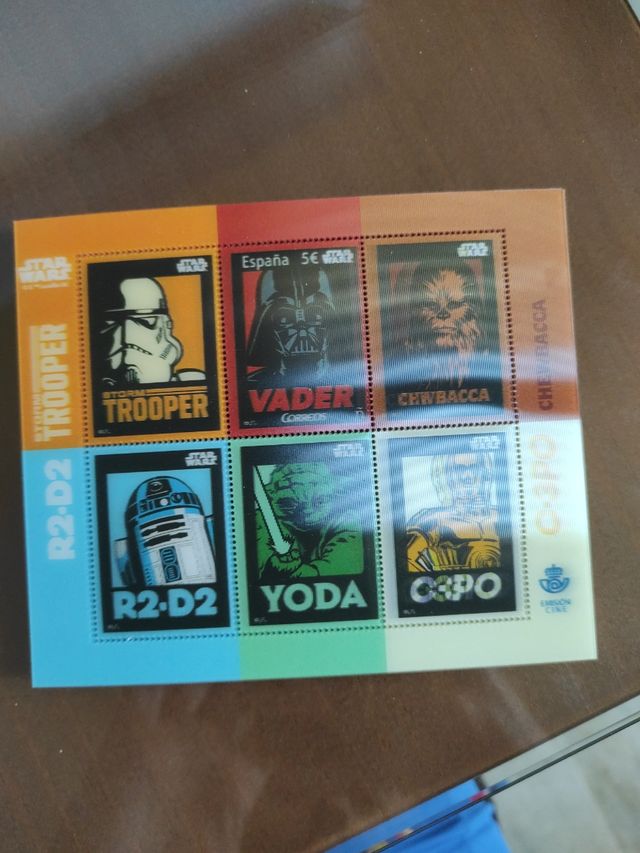 STAR
WARS
STORM
TROOPER
STAR
WARS
STORM
TROOPER
España 5€ STAR
WARS
VADER
CORREOS
STAR
WARS
CHWBACCA
CHEWBACCA
R2-D2
STAR
WARS
R2-D2
STAR
WARS
YODA
STAR
WARS
C3PO
C-3PO
EMISIÓN
CINE